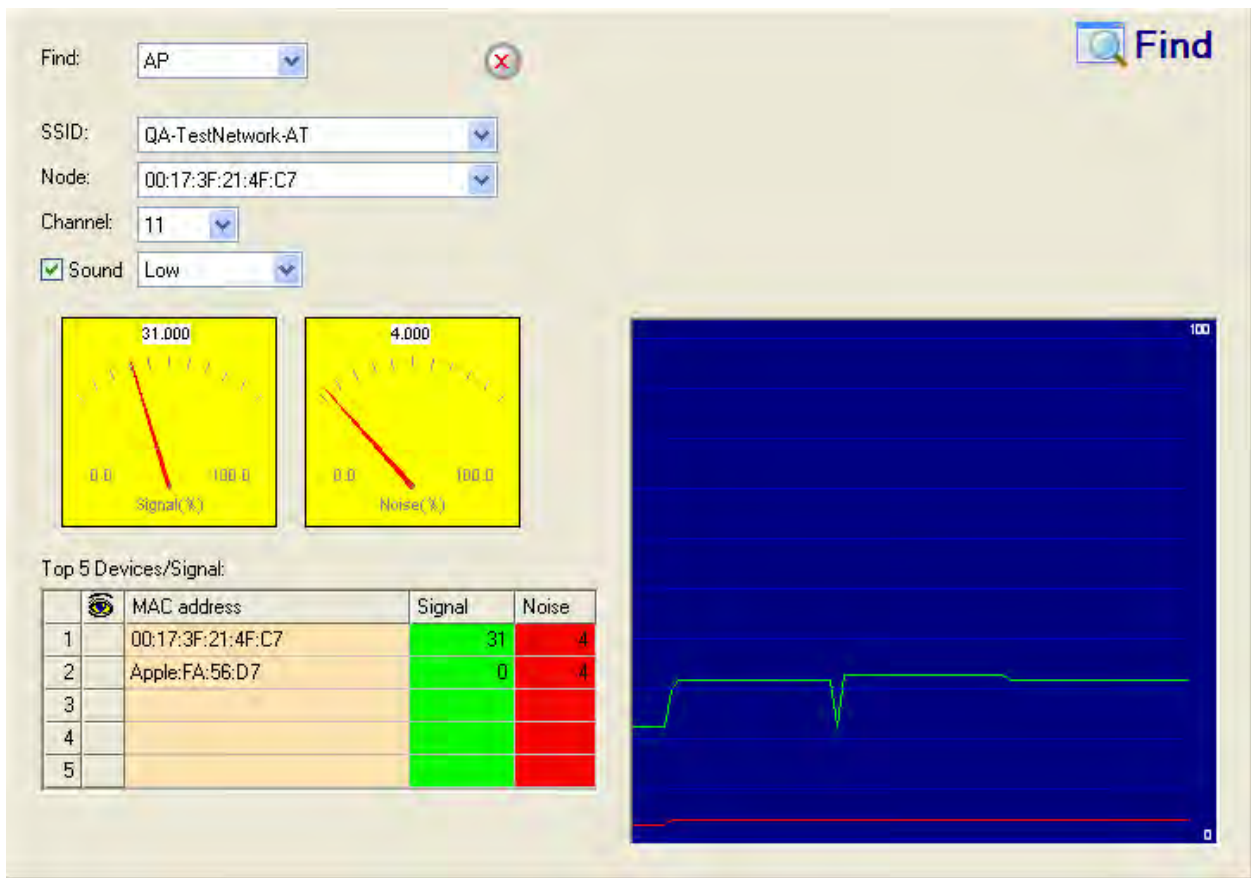 Find: AP Find
SSID: QA-TestNetwork-AT
Node: 00:17:3F:21:4F:C7
Channel: 11
Sound Low
31.000 4.000 100
0.0 100.0 0.0 100.0
Signal(%) Noise(%)
Top 5 Devices/Signal:
MAC address Signal Noise
1 00:17:3F:21:4F:C7 31 4
2 Apple:FA:56:D7 0 4
3
4
5
0